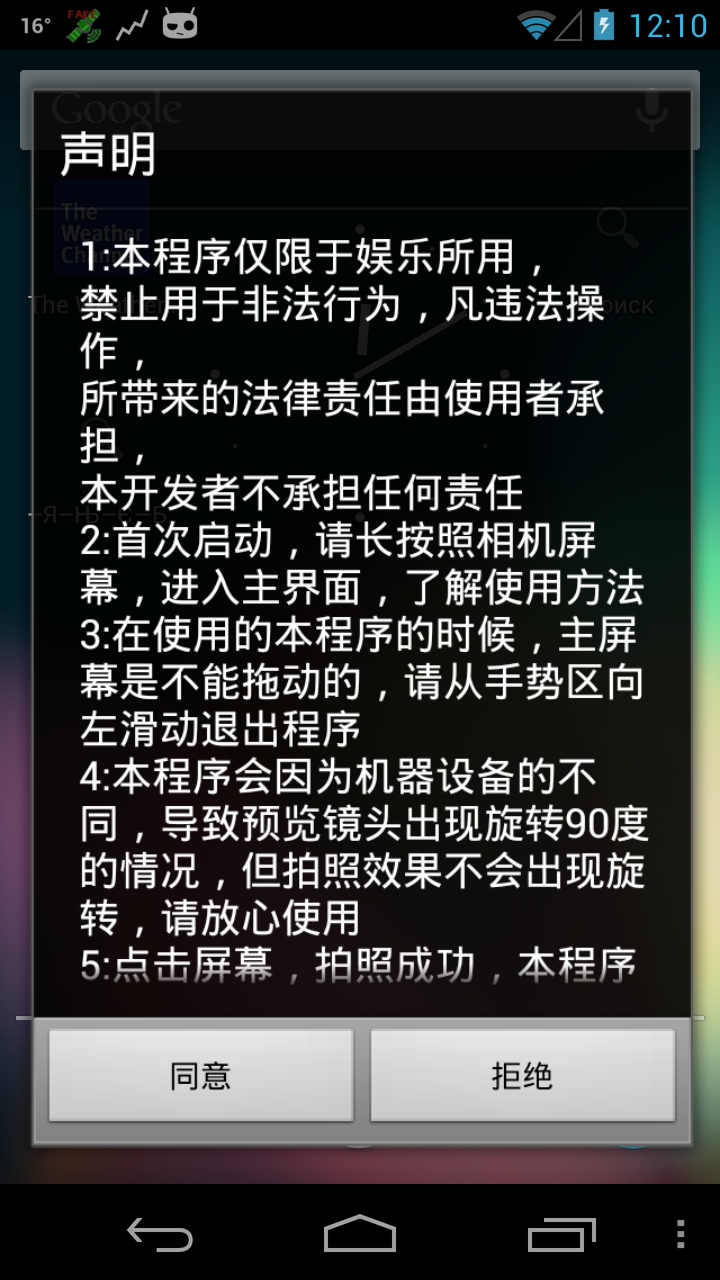 16°
FAKE
12:10
Google
声明
The
Weather
1:本程序仅限于娱乐所用，
禁止用于非法行为，凡违法操
作，
所带来的法律责任由使用者承
担，
本开发者不承担任何责任
2:首次启动，请长按照相机屏
幕，进入主界面，了解使用方法
3:在使用的本程序的时候，主屏
幕是不能拖动的，请从手势区向
左滑动退出程序
4:本程序会因为机器设备的不
同，导致预览镜头出现旋转90度
的情况，但拍照效果不会出现旋
转，请放心使用
5:点击屏幕，拍照成功，本程序
同意
拒绝